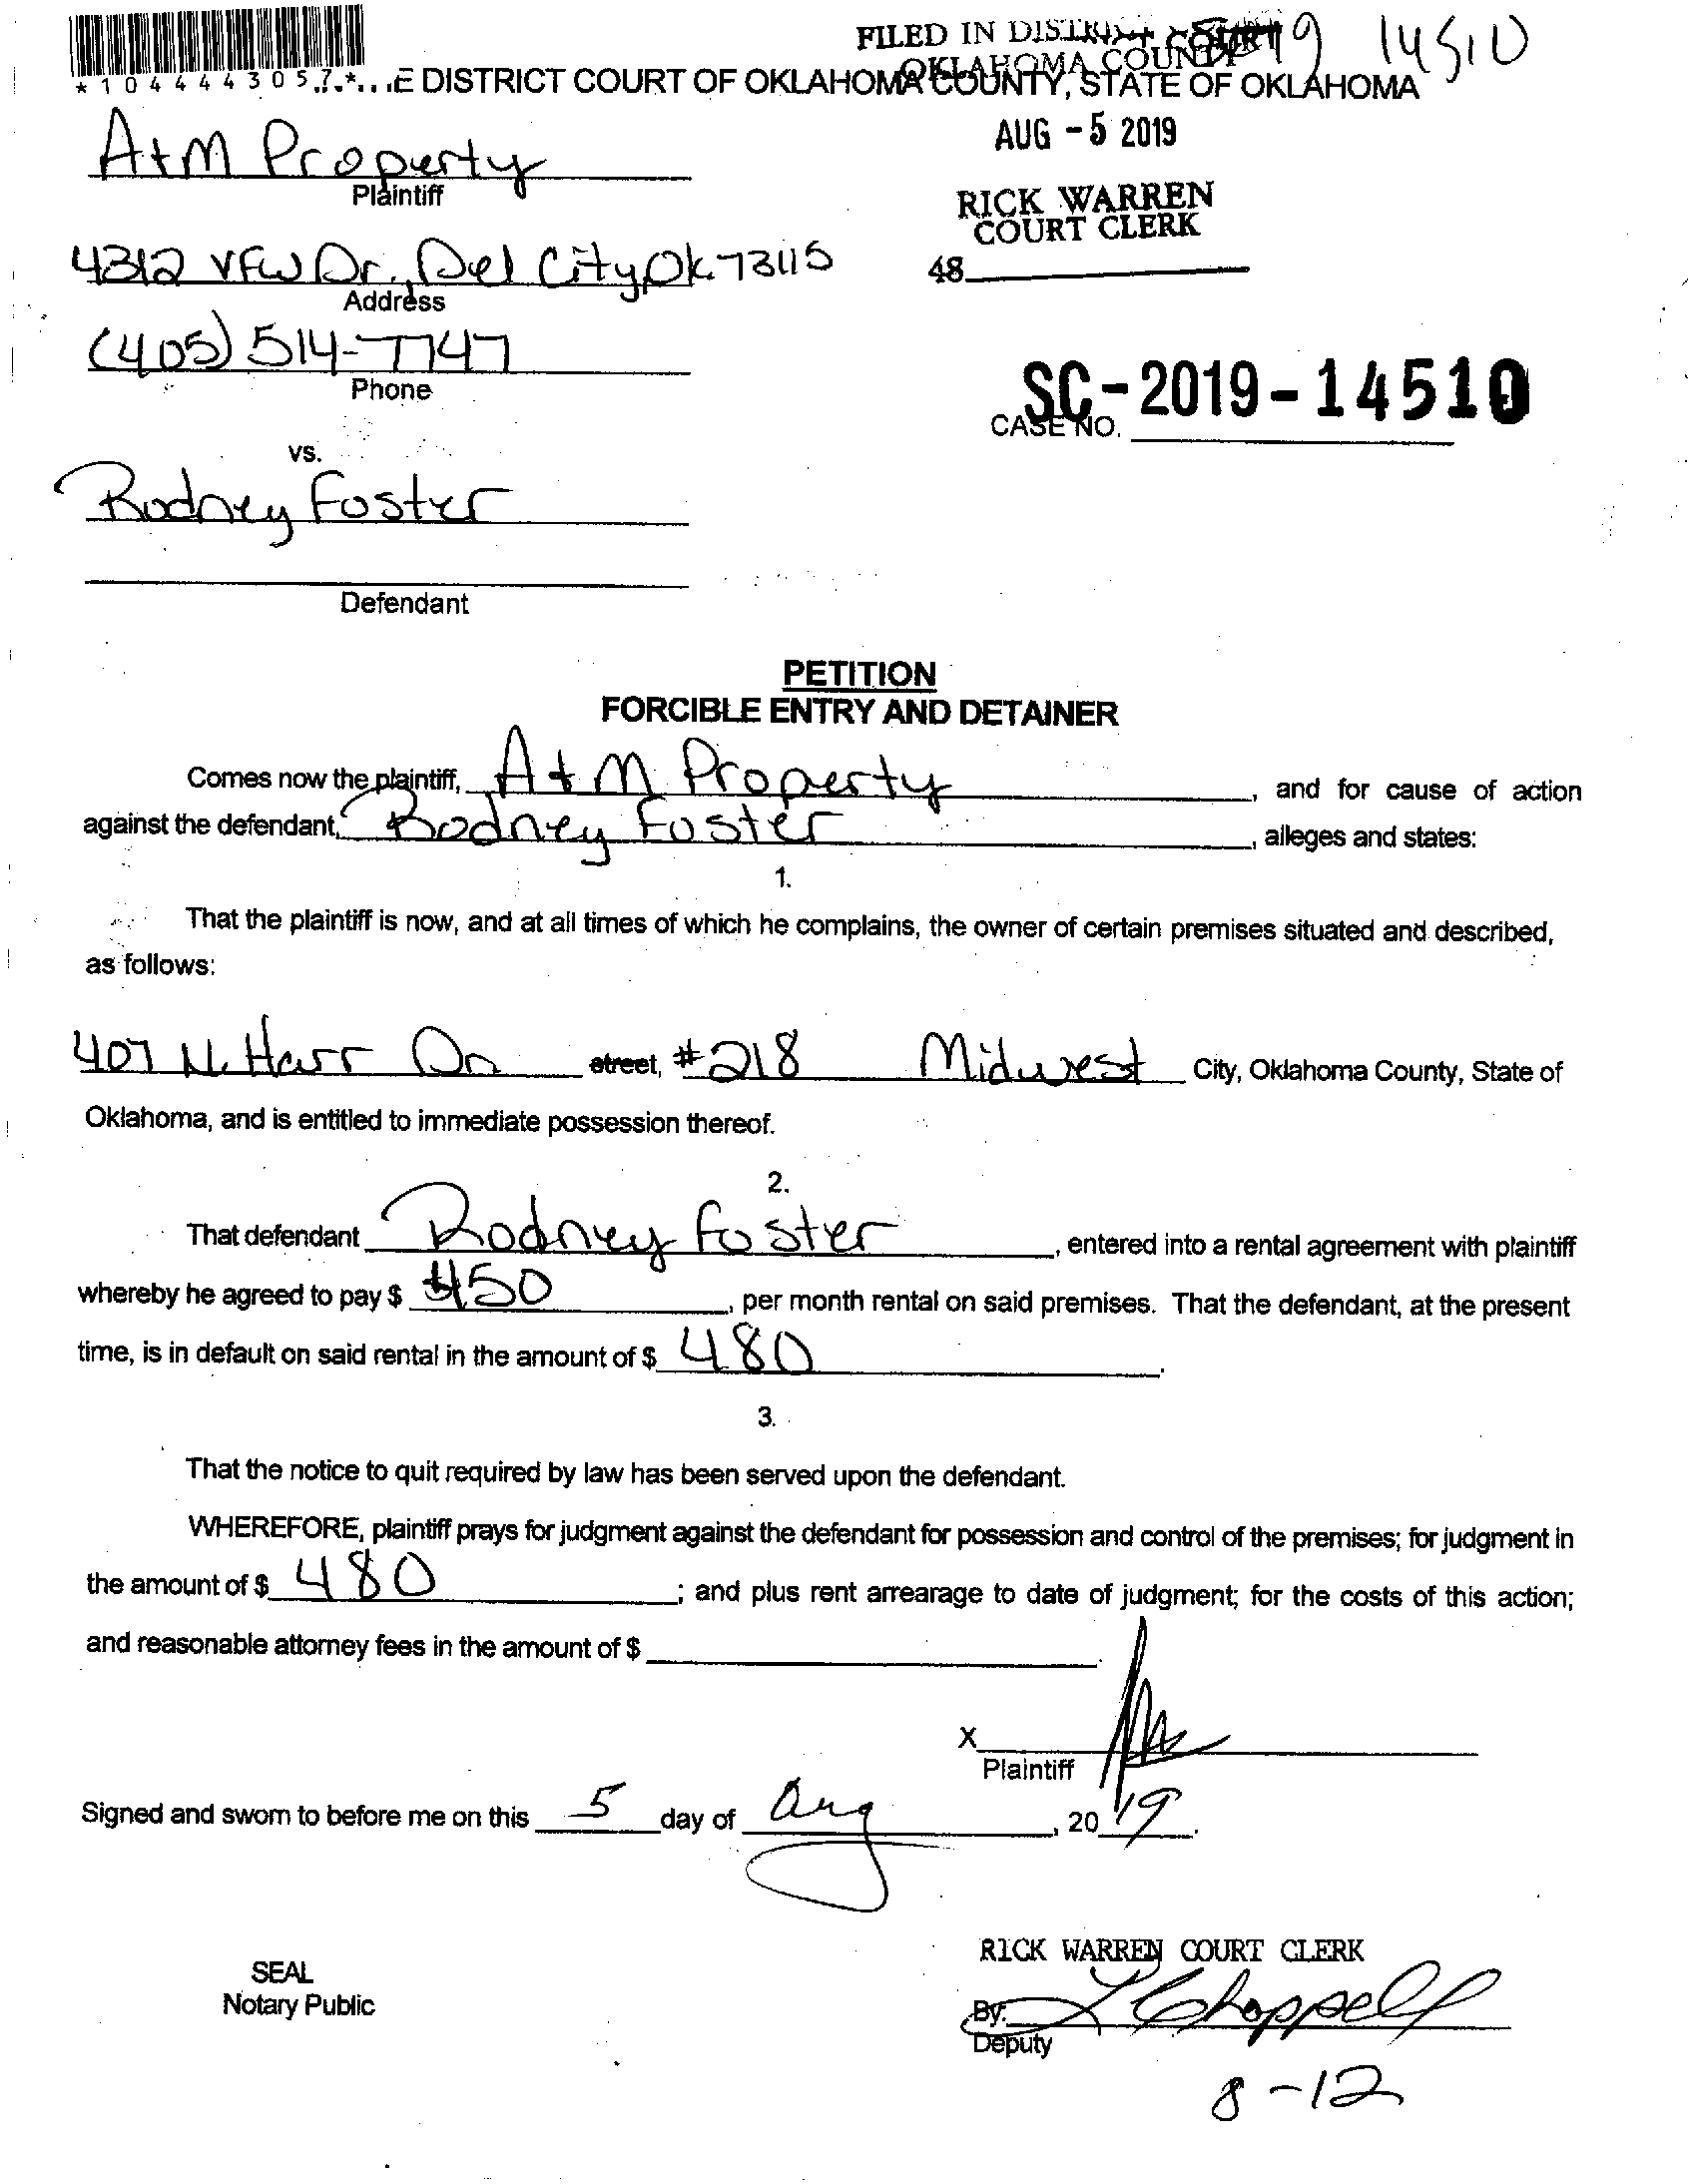 FILED IN DISTRICT COURT
OKLAHOMA COUNTY
19 14510
*1044443057*
E DISTRICT COURT OF OKLAHOMA COUNTY, STATE OF OKLAHOMA
AUG -5 2019
A+M Property
Plaintiff
RICK WARREN
COURT CLERK
4312 VFW Dr., Del City, Ok. 73115
48
Address
(405) 514-7747
Phone
SC-2019-14510
CASE NO.
vs.
Rodney Foster
Defendant
PETITION
FORCIBLE ENTRY AND DETAINER
Comes now the plaintiff, A+M Property, and for cause of action
against the defendant, Rodney Foster, alleges and states:
1.
That the plaintiff is now, and at all times of which he complains, the owner of certain premises situated and described,
as follows:
407 N. Harr Dr. street, #218 Midwest City, Oklahoma County, State of
Oklahoma, and is entitled to immediate possession thereof.
2.
That defendant Rodney Foster, entered into a rental agreement with plaintiff
whereby he agreed to pay $ 450, per month rental on said premises. That the defendant, at the present
time, is in default on said rental in the amount of $ 480.
3.
That the notice to quit required by law has been served upon the defendant.
WHEREFORE, plaintiff prays for judgment against the defendant for possession and control of the premises; for judgment in
the amount of $ 480; and plus rent arrearage to date of judgment; for the costs of this action;
and reasonable attorney fees in the amount of $
X
Plaintiff
Signed and sworn to before me on this 5 day of Aug, 20 19.
RICK WARREN COURT CLERK
SEAL
Notary Public
By: L Chappell
Deputy
8-12